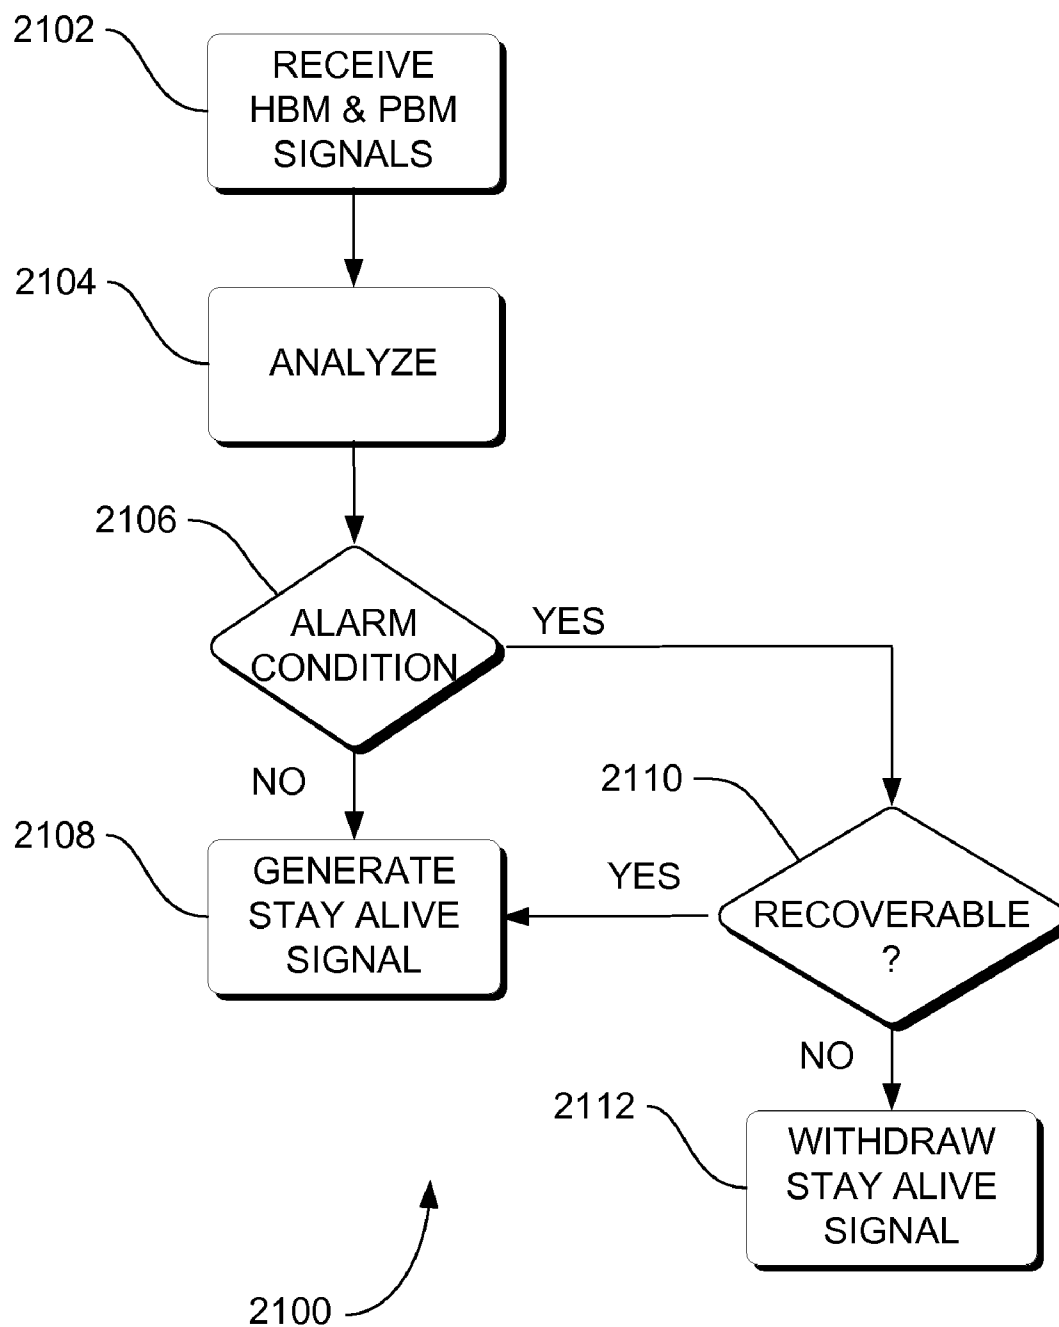 2102
RECEIVE
HBM & PBM
SIGNALS
2104
ANALYZE
2106
ALARM
CONDITION
YES
NO
2110
2108
GENERATE
STAY ALIVE
SIGNAL
YES
RECOVERABLE
?
NO
2112
WITHDRAW
STAY ALIVE
SIGNAL
2100